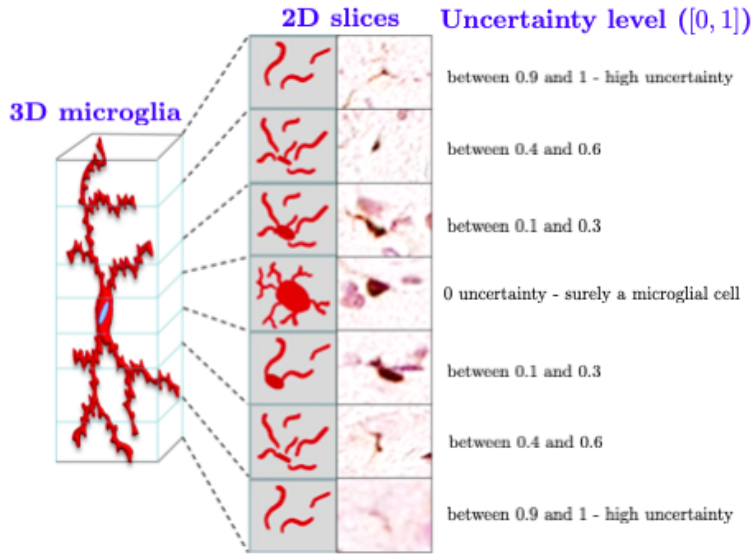 2D slices
Uncertainty level ([0, 1])
3D microglia
between 0.9 and 1 - high uncertainty
between 0.4 and 0.6
between 0.1 and 0.3
0 uncertainty - surely a microglial cell
between 0.1 and 0.3
between 0.4 and 0.6
between 0.9 and 1 - high uncertainty